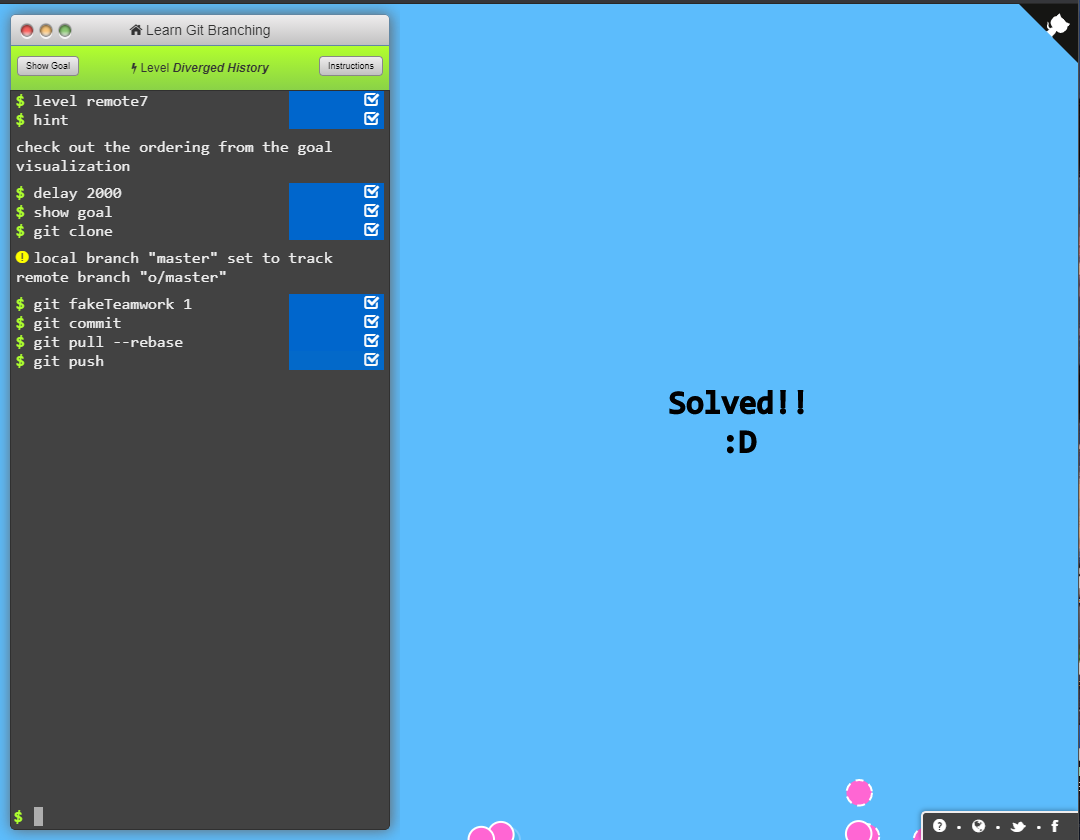 Learn Git Branching
Show Goal
Level Diverged History
Instructions
$ level remote7
$ hint
check out the ordering from the goal
visualization
$ delay 2000
$ show goal
$ git clone
local branch "master" set to track
remote branch "o/master"
$ git fakeTeamwork 1
$ git commit
$ git pull --rebase
$ git push
$
Solved!!
:D